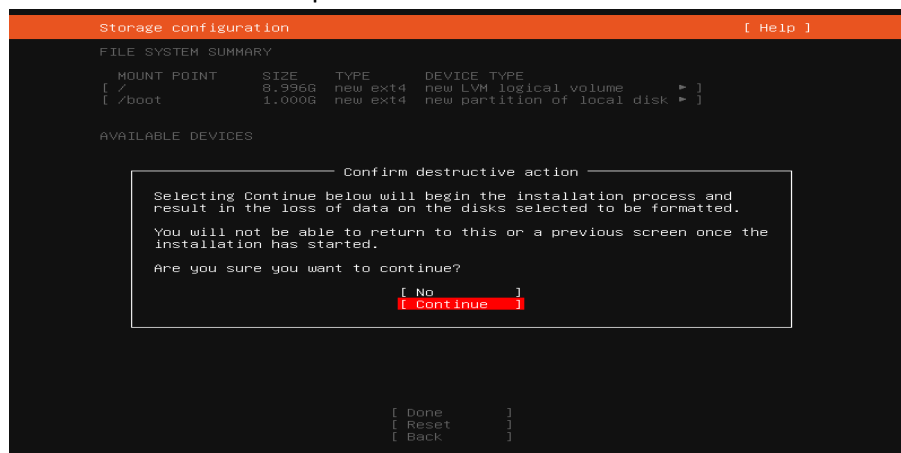 Storage configuration [ Help ]
FILE SYSTEM SUMMARY
MOUNT POINT SIZE TYPE DEVICE TYPE
[ / 8.996G new ext4 new LVM logical volume ► ]
[ /boot 1.000G new ext4 new partition of local disk ► ]
AVAILABLE DEVICES
Confirm destructive action
Selecting Continue below will begin the installation process and
result in the loss of data on the disks selected to be formatted.
You will not be able to return to this or a previous screen once the
installation has started.
Are you sure you want to continue?
[ No ]
[ Continue ]
[ Done ]
[ Reset ]
[ Back ]